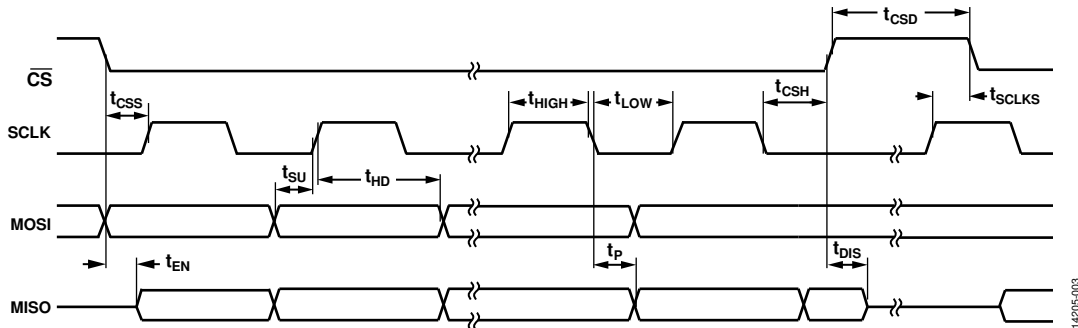 tCSD
CS
tCSS
tHIGH
tLOW
tCSH
tSCLKS
SCLK
tSU
tHD
MOSI
tEN
tP
tDIS
MISO
14205-003